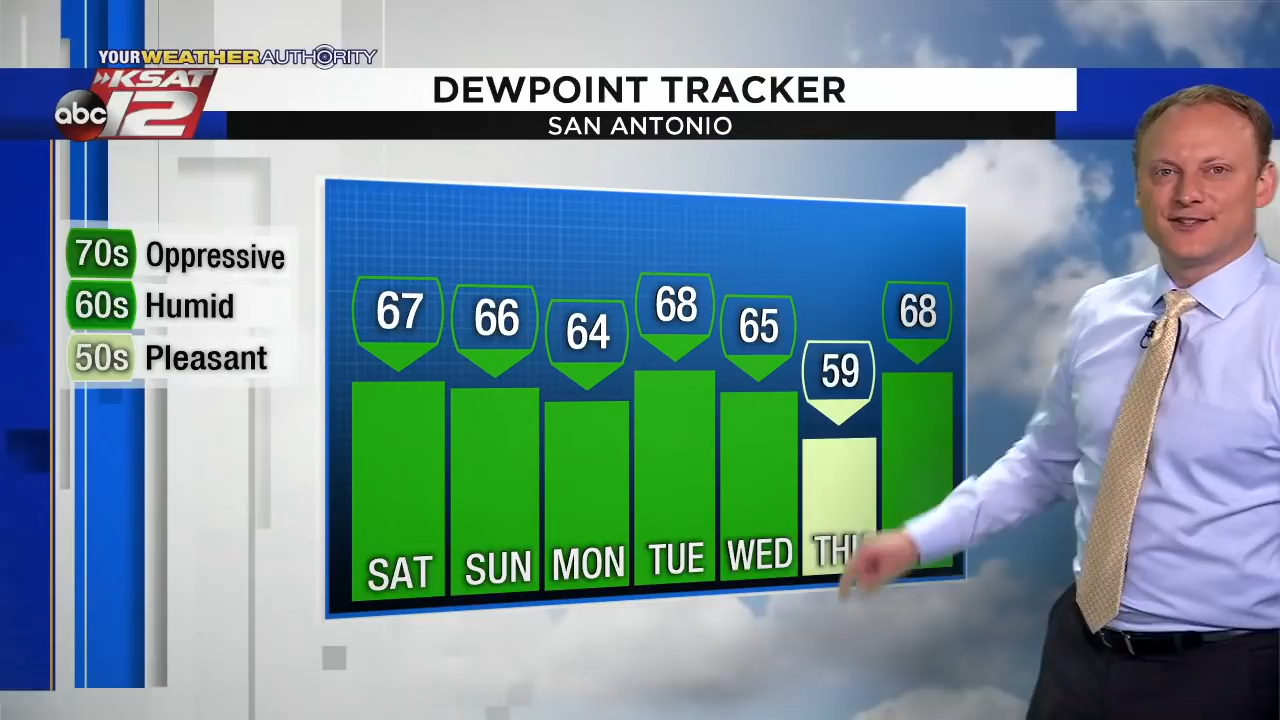 YOUR WEATHER AUTHORITY
KSAT
abc 12
DEWPOINT TRACKER
SAN ANTONIO
70s Oppressive
60s Humid
50s Pleasant
67
66
64
68
65
59
68
SAT
SUN
MON
TUE
WED
THU